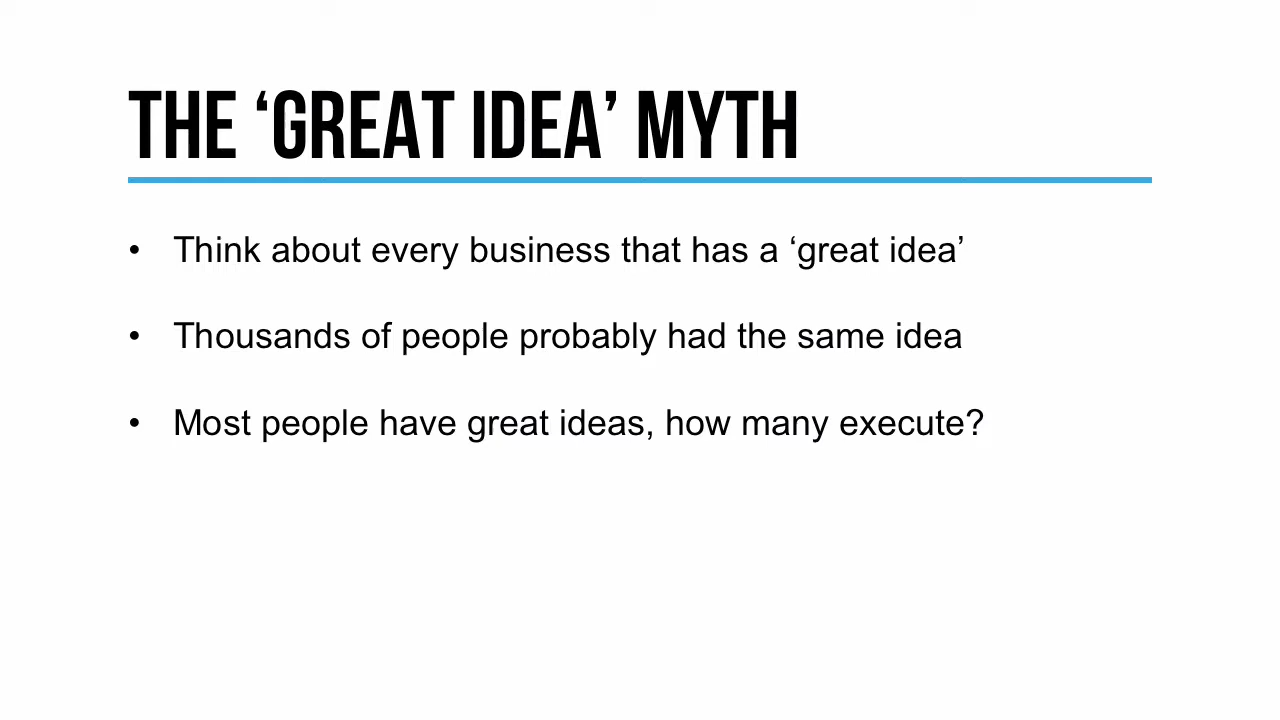 THE ‘GREAT IDEA’ MYTH
• Think about every business that has a ‘great idea’
• Thousands of people probably had the same idea
• Most people have great ideas, how many execute?